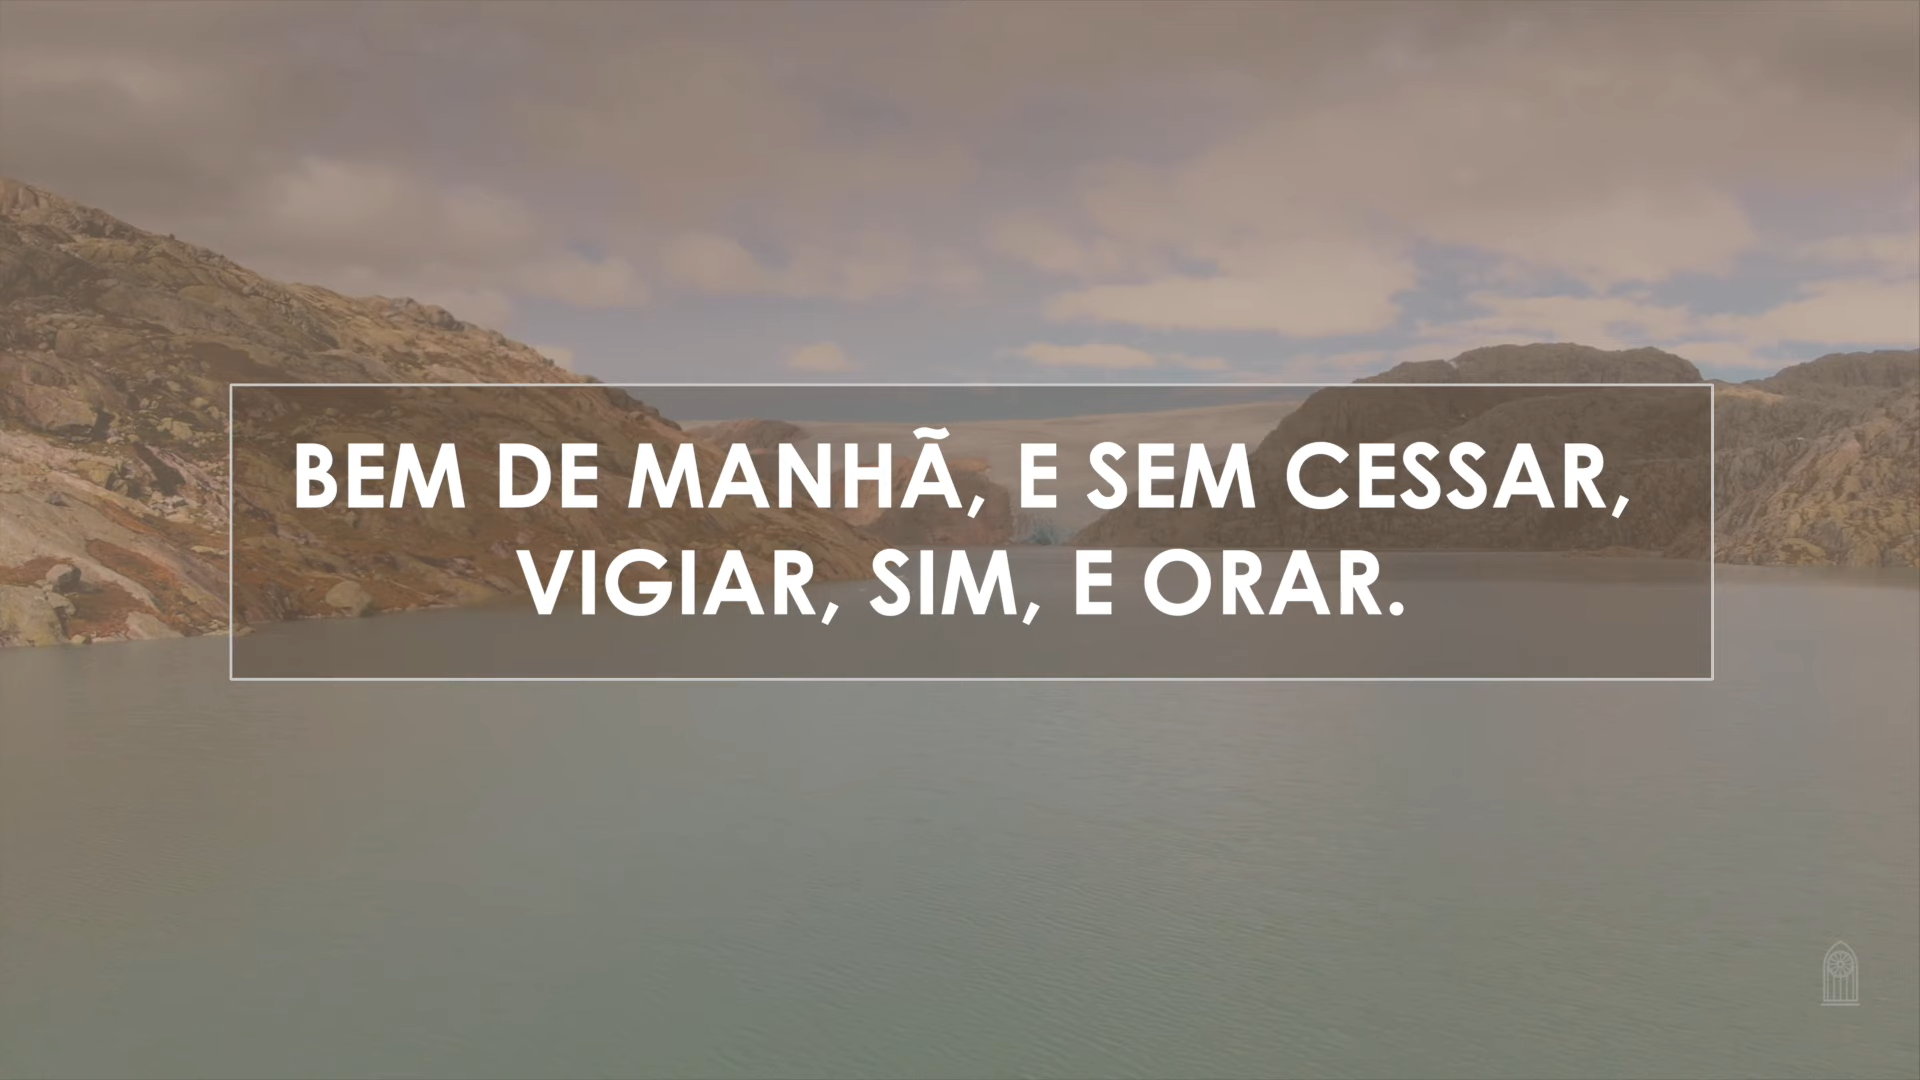 BEM DE MANHÃ, E SEM CESSAR,
VIGIAR, SIM, E ORAR.